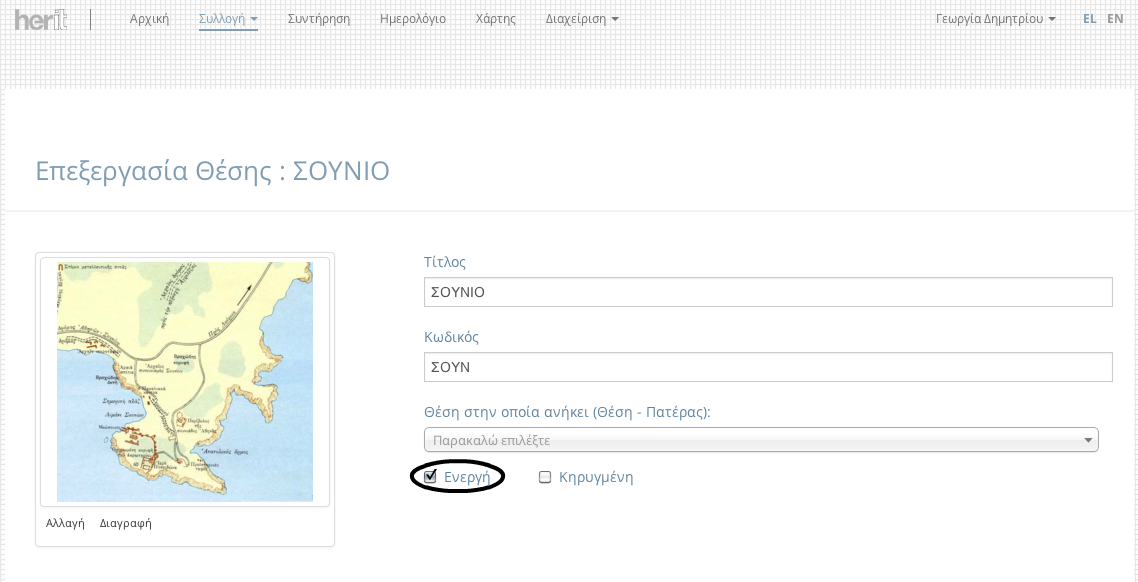 herit
Αρχική Συλλογή Συντήρηση Ημερολόγιο Χάρτης Διαχείριση Γεωργία Δημητρίου EL EN
Επεξεργασία Θέσης : ΣΟΥΝΙΟ
Τίτλος
ΣΟΥΝΙΟ
Κωδικός
ΣΟΥΝ
Θέση στην οποία ανήκει (Θέση - Πατέρας):
Παρακαλώ επιλέξτε
Ενεργή Κηρυγμένη
Αλλαγή Διαγραφή